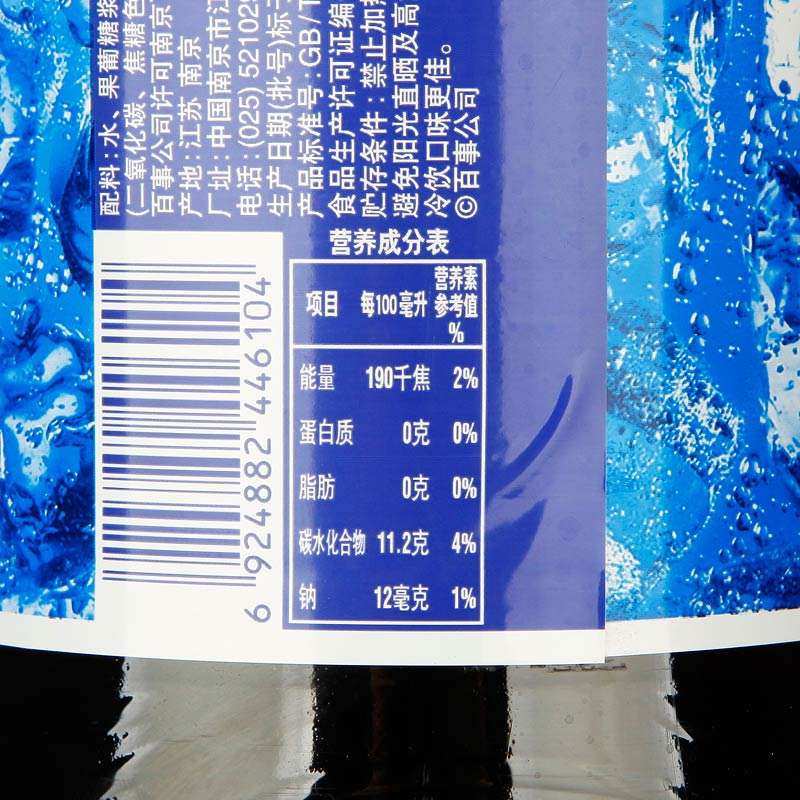 配料:水、果葡糖浆
(二氧化碳、焦糖色
百事公司许可南京
产地:江苏 南京
厂址:中国南京市江
电话:(025) 52102
生产日期(批号)标于
产品标准号:GB/T
食品生产许可证编
贮存条件:禁止加热
避免阳光直晒及高
冷饮口味更佳。
©百事公司
营养成分表
项目 每100毫升 营养素参考值%
能量 190千焦 2%
蛋白质 0克 0%
脂肪 0克 0%
碳水化合物 11.2克 4%
钠 12毫克 1%
6 924882 446104